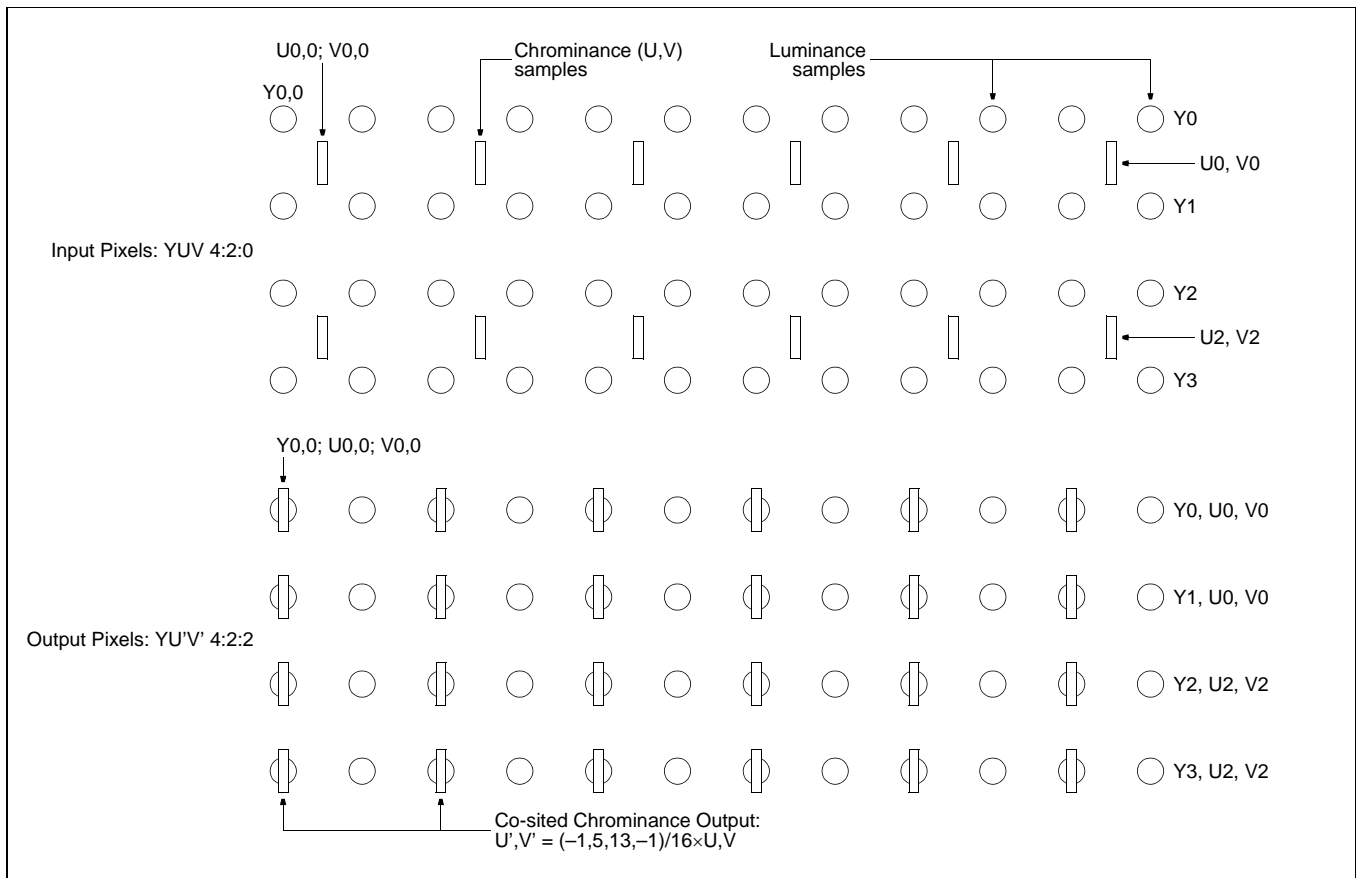 U0,0; V0,0
Chrominance (U,V)
samples
Luminance
samples
Y0,0
Y0
U0, V0
Y1
Input Pixels: YUV 4:2:0
Y2
U2, V2
Y3
Y0,0; U0,0; V0,0
Y0, U0, V0
Y1, U0, V0
Output Pixels: YU'V' 4:2:2
Y2, U2, V2
Y3, U2, V2
Co-sited Chrominance Output:
U',V' = (–1,5,13,–1)/16×U,V